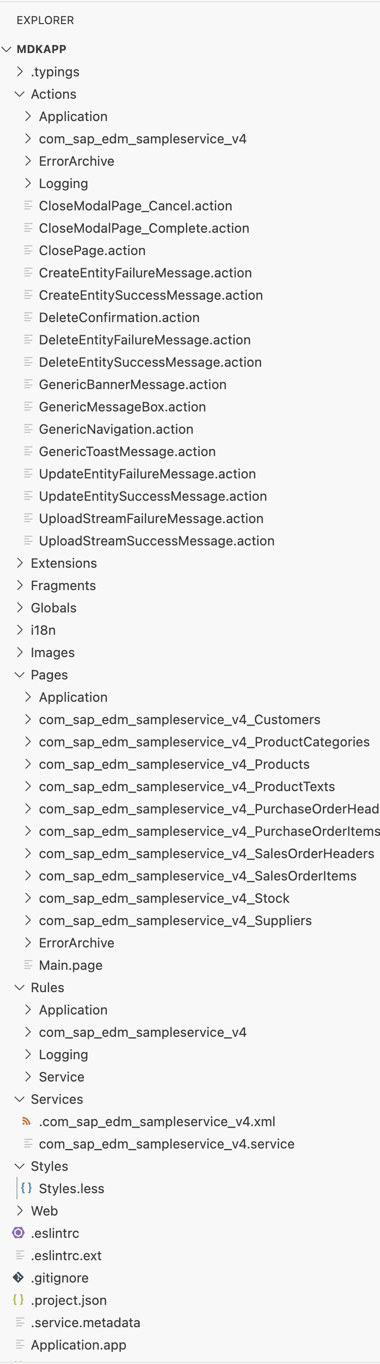 EXPLORER
MDKAPP
.typings
Actions
Application
com_sap_edm_sampleservice_v4
ErrorArchive
Logging
CloseModalPage_Cancel.action
CloseModalPage_Complete.action
ClosePage.action
CreateEntityFailureMessage.action
CreateEntitySuccessMessage.action
DeleteConfirmation.action
DeleteEntityFailureMessage.action
DeleteEntitySuccessMessage.action
GenericBannerMessage.action
GenericMessageBox.action
GenericNavigation.action
GenericToastMessage.action
UpdateEntityFailureMessage.action
UpdateEntitySuccessMessage.action
UploadStreamFailureMessage.action
UploadStreamSuccessMessage.action
Extensions
Fragments
Globals
i18n
Images
Pages
Application
com_sap_edm_sampleservice_v4_Customers
com_sap_edm_sampleservice_v4_ProductCategories
com_sap_edm_sampleservice_v4_Products
com_sap_edm_sampleservice_v4_ProductTexts
com_sap_edm_sampleservice_v4_PurchaseOrderHead
com_sap_edm_sampleservice_v4_PurchaseOrderItems
com_sap_edm_sampleservice_v4_SalesOrderHeaders
com_sap_edm_sampleservice_v4_SalesOrderItems
com_sap_edm_sampleservice_v4_Stock
com_sap_edm_sampleservice_v4_Suppliers
ErrorArchive
Main.page
Rules
Application
com_sap_edm_sampleservice_v4
Logging
Service
Services
.com_sap_edm_sampleservice_v4.xml
com_sap_edm_sampleservice_v4.service
Styles
Styles.less
Web
.eslintrc
.eslintrc.ext
.gitignore
.project.json
.service.metadata
Application.app